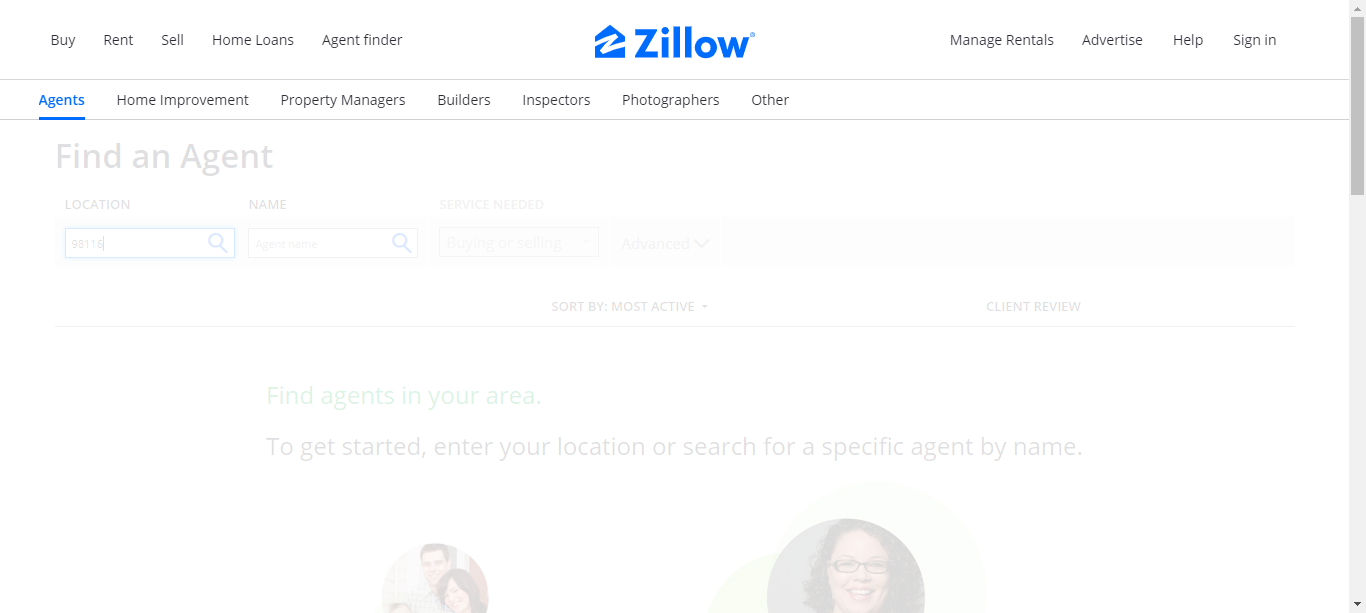 Buy Rent Sell Home Loans Agent finder Zillow® Manage Rentals Advertise Help Sign in
Agents Home Improvement Property Managers Builders Inspectors Photographers Other
Find an Agent
LOCATION NAME SERVICE NEEDED
98116 Agent name Buying or selling Advanced
SORT BY: MOST ACTIVE CLIENT REVIEW
Find agents in your area.
To get started, enter your location or search for a specific agent by name.